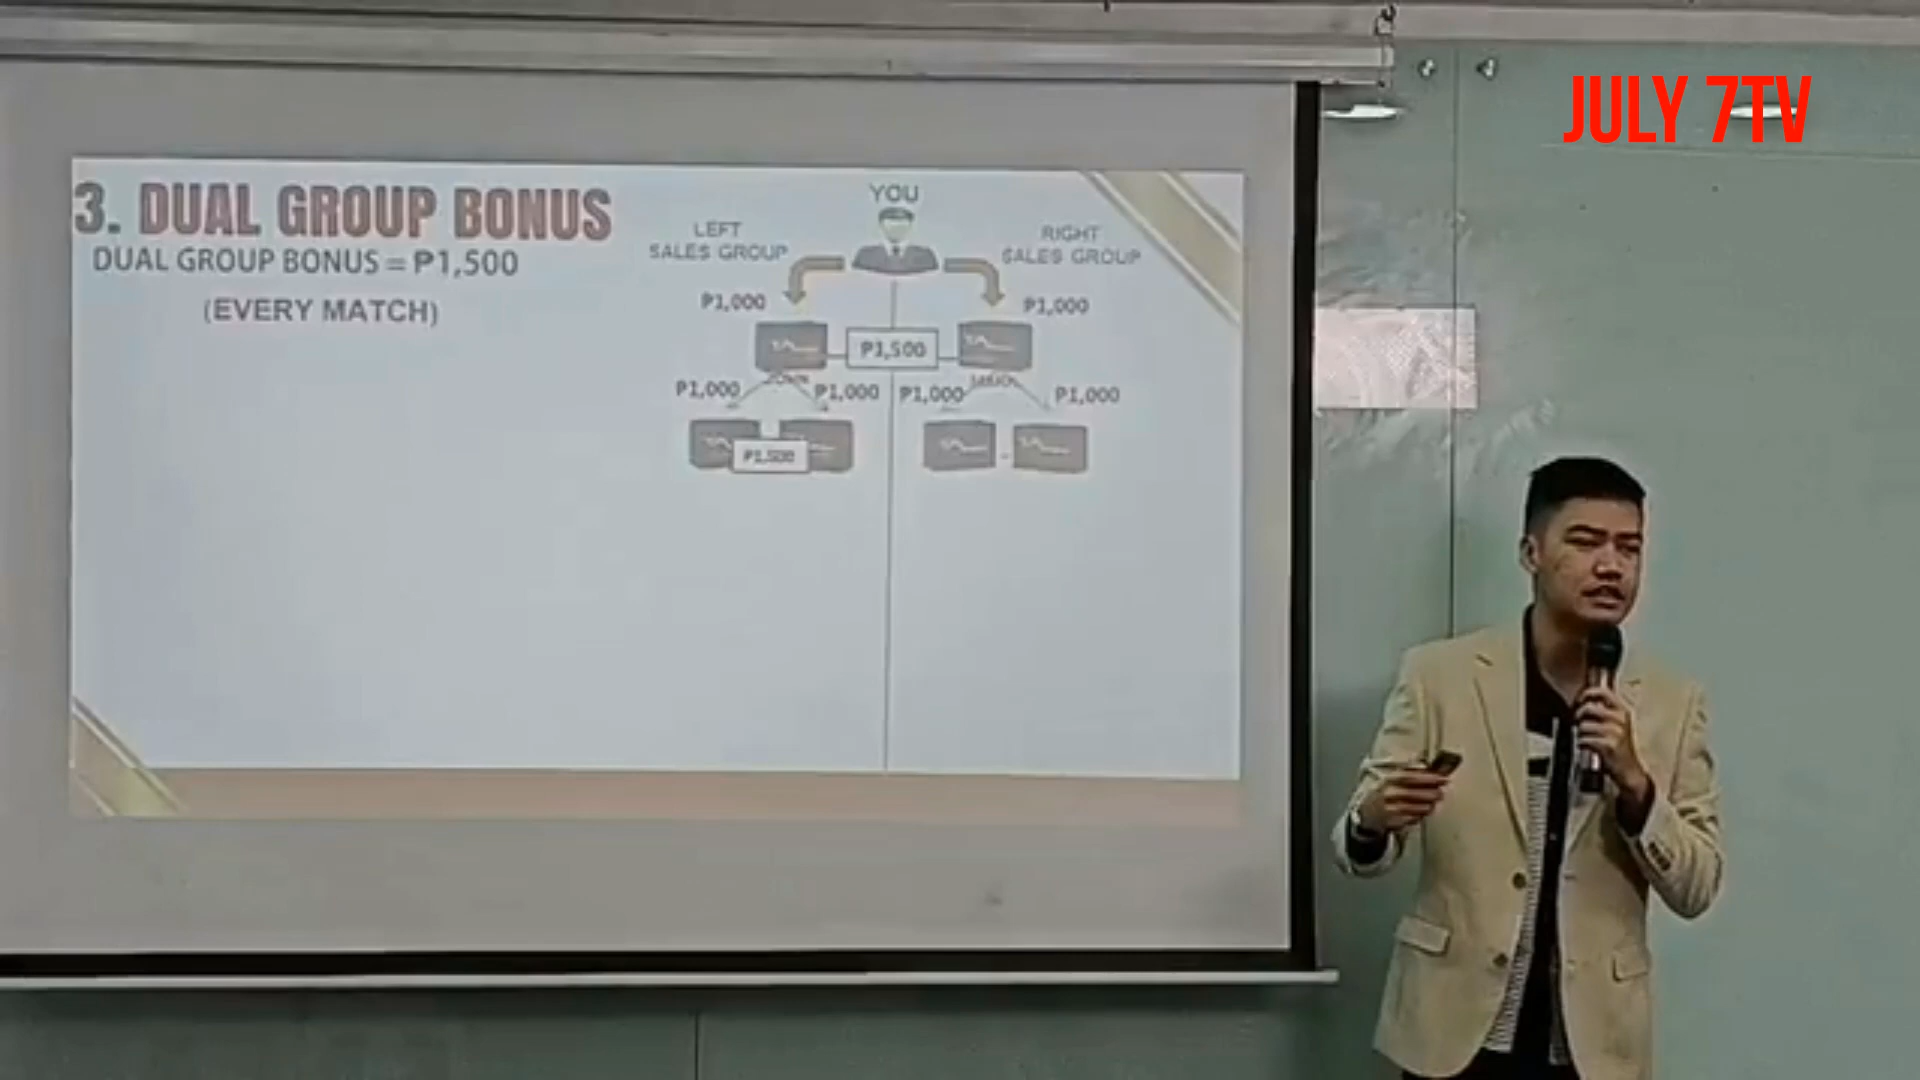 JULY 7TV
3. DUAL GROUP BONUS
DUAL GROUP BONUS = ₱1,500
(EVERY MATCH)
YOU
LEFT
SALES GROUP
RIGHT
SALES GROUP
₱1,000
₱1,000
₱1,500
₱1,000
₱1,000
₱1,000
₱1,000
₱1,500